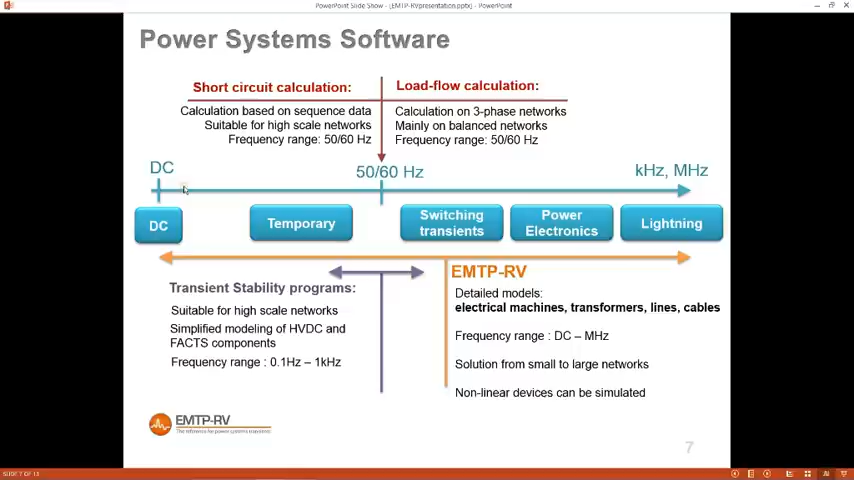 PowerPoint Slide Show - [EMTP-RVpresentation.pptx] - PowerPoint
Power Systems Software
Short circuit calculation:
Calculation based on sequence data
Suitable for high scale networks
Frequency range: 50/60 Hz
Load-flow calculation:
Calculation on 3-phase networks
Mainly on balanced networks
Frequency range: 50/60 Hz
DC
50/60 Hz
kHz, MHz
DC
Temporary
Switching
transients
Power
Electronics
Lightning
Transient Stability programs:
Suitable for high scale networks
Simplified modeling of HVDC and
FACTS components
Frequency range : 0.1Hz – 1kHz
EMTP-RV
Detailed models:
electrical machines, transformers, lines, cables
Frequency range : DC – MHz
Solution from small to large networks
Non-linear devices can be simulated
EMTP-RV
The reference for power systems transients
7